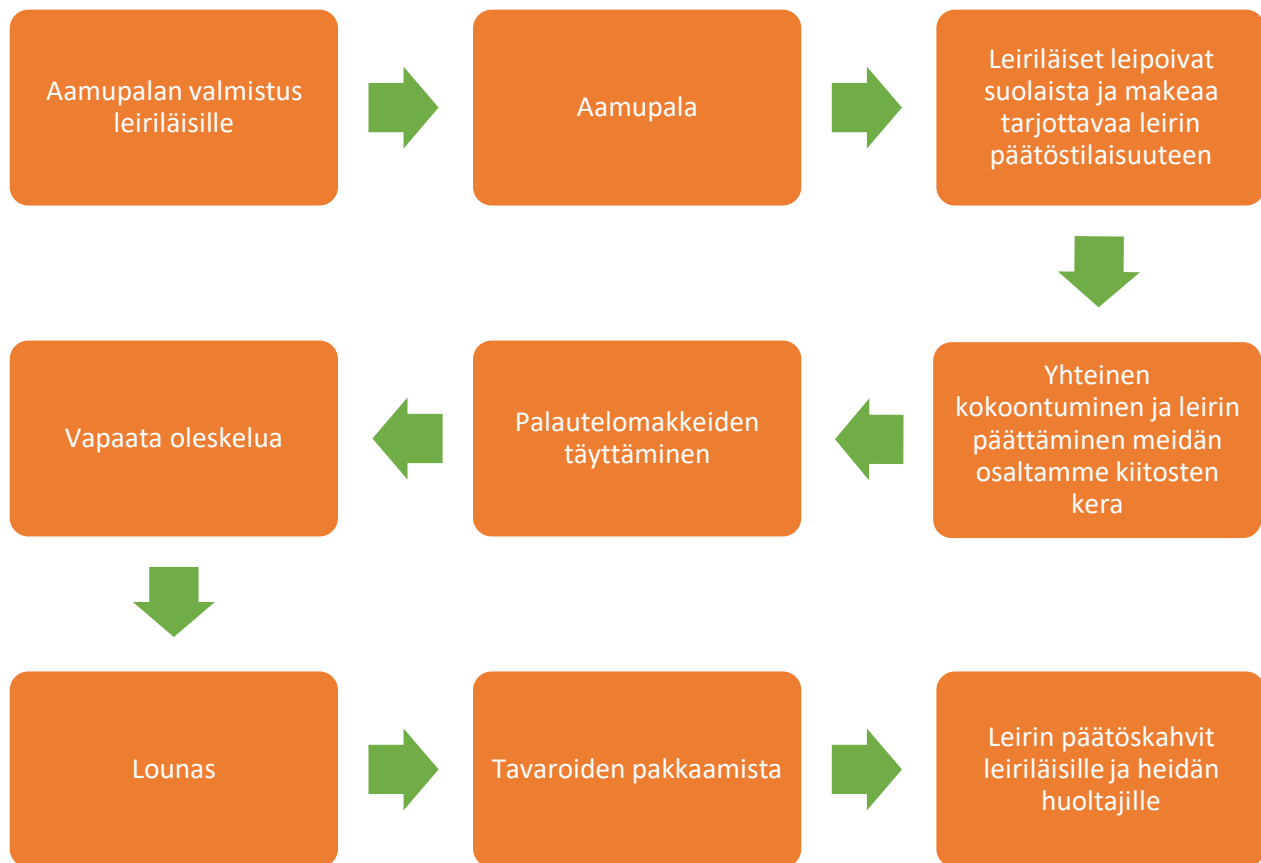 Aamupalan valmistus
leiriläisille
Aamupala
Leiriläiset leipoivat
suolaista ja makeaa
tarjottavaa leirin
päätöstilaisuuteen
Yhteinen
kokoontuminen ja leirin
päättäminen meidän
osaltamme kiitosten
kera
Palautelomakkeiden
täyttäminen
Vapaata oleskelua
Lounas
Tavaroiden pakkaamista
Leirin päätöskahvit
leiriläisille ja heidän
huoltajille